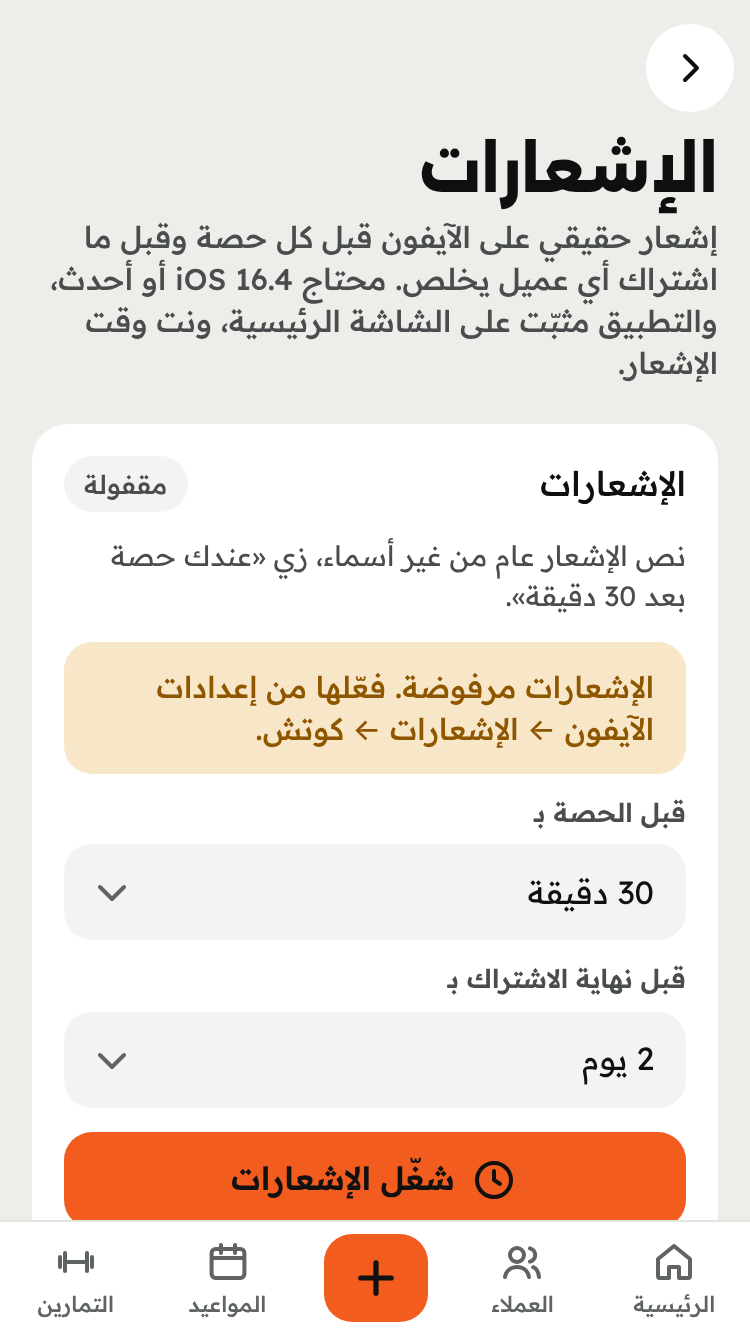 الإشعارات
إشعار حقيقي على الآيفون قبل كل حصة وقبل ما
اشتراك أي عميل يخلص. محتاج iOS 16.4 أو أحدث،
والتطبيق مثبّت على الشاشة الرئيسية، ونت وقت
الإشعار.
الإشعارات
مقفولة
نص الإشعار عام من غير أسماء، زي «عندك حصة
بعد 30 دقيقة».
الإشعارات مرفوضة. فعّلها من إعدادات
الآيفون ← الإشعارات ← كوتش.
قبل الحصة بـ
30 دقيقة
قبل نهاية الاشتراك بـ
2 يوم
شغّل الإشعارات
الرئيسية
العملاء
المواعيد
التمارين